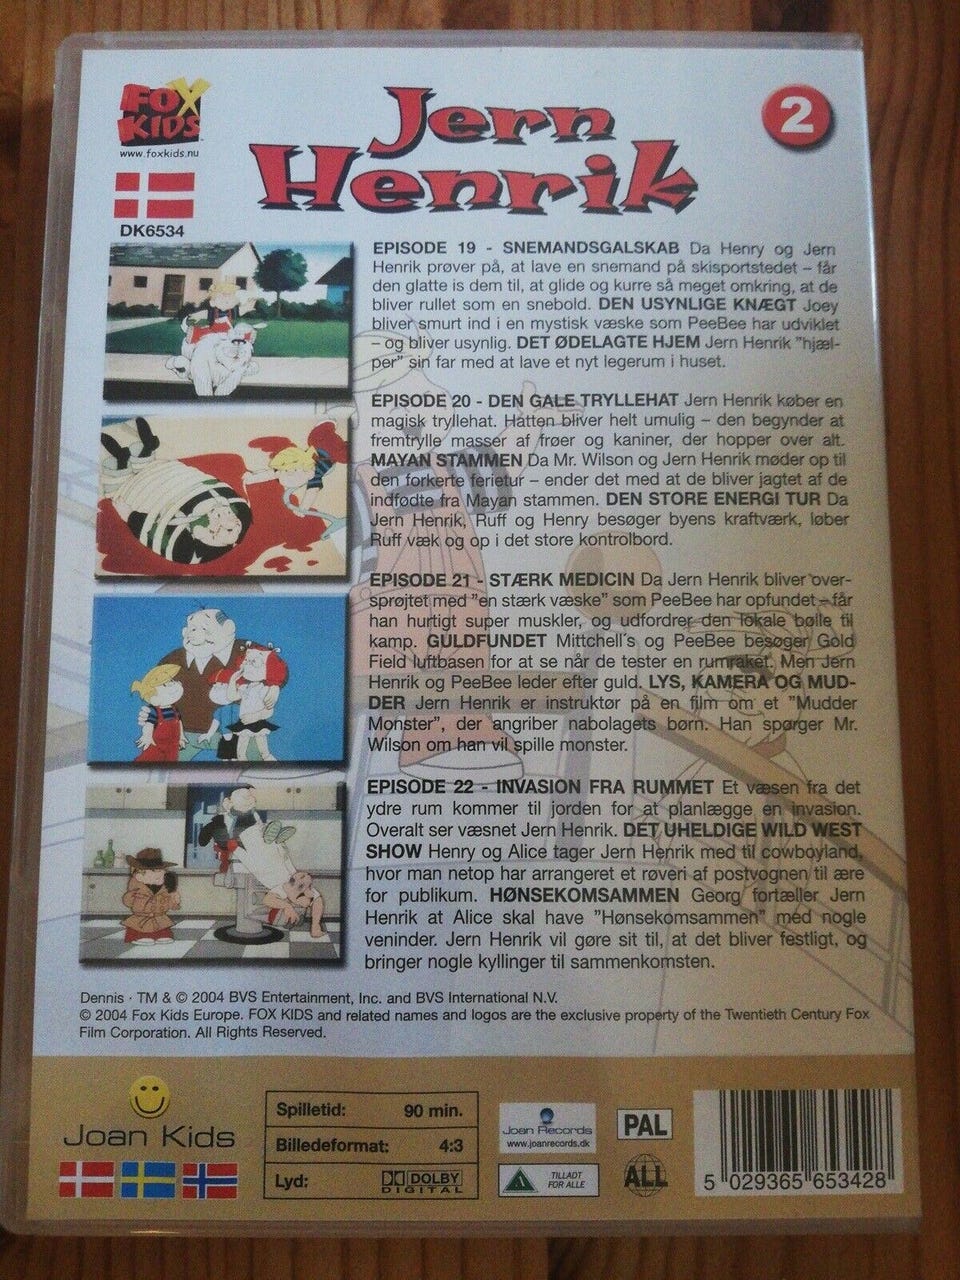 FOX
KIDS
www.foxkids.nu
DK6534
Jern
Henrik
2
EPISODE 19 - SNEMANDSGALSKAB Da Henry og Jern
Henrik prøver på, at lave en snemand på skisportstedet – får
den glatte is dem til, at glide og kurre så meget omkring, at de
bliver rullet som en snebold. DEN USYNLIGE KNÆGT Joey
bliver smurt ind i en mystisk væske som PeeBee har udviklet
– og bliver usynlig. DET ØDELAGTE HJEM Jern Henrik "hjæl-
per" sin far med at lave et nyt legerum i huset.
EPISODE 20 - DEN GALE TRYLLEHAT Jern Henrik køber en
magisk tryllehat. Hatten bliver helt umulig – den begynder at
fremtrylle masser af frøer og kaniner, der hopper over alt.
MAYAN STAMMEN Da Mr. Wilson og Jern Henrik møder op til
den forkerte ferietur – ender det med at de bliver jagtet af de
indfødte fra Mayan stammen. DEN STORE ENERGI TUR Da
Jern Henrik, Ruff og Henry besøger byens kraftværk, løber
Ruff væk og op i det store kontrolbord.
EPISODE 21 - STÆRK MEDICIN Da Jern Henrik bliver over-
sprøjtet med "en stærk væske" som PeeBee har opfundet – får
han hurtigt super muskler, og udfordrer den lokale bølle til
kamp. GULDFUNDET Mittchell´s og PeeBee besøger Gold
Field luftbasen for at se når de tester en rumraket. Men Jern
Henrik og PeeBee leder efter guld. LYS, KAMERA OG MUD-
DER Jern Henrik er instruktør på en film om et "Mudder
Monster", der angriber nabolagets børn. Han spørger Mr.
Wilson om han vil spille monster.
EPISODE 22 - INVASION FRA RUMMET Et væsen fra det
ydre rum kommer til jorden for at planlægge en invasion.
Overalt ser væsnet Jern Henrik. DET UHELDIGE WILD WEST
SHOW Henry og Alice tager Jern Henrik med til cowboyland,
hvor man netop har arrangeret et røveri af postvognen til ære
for publikum. HØNSEKOMSAMMEN Georg fortæller Jern
Henrik at Alice skal have "Hønsekomsammen" med nogle
veninder. Jern Henrik vil gøre sit til, at det bliver festligt, og
bringer nogle kyllinger til sammenkomsten.
Dennis · TM & © 2004 BVS Entertainment, Inc. and BVS International N.V.
© 2004 Fox Kids Europe. FOX KIDS and related names and logos are the exclusive property of the Twentieth Century Fox
Film Corporation. All Rights Reserved.
Joan Kids
Spilletid: 90 min.
Billedeformat: 4:3
Lyd: DOLBY
DIGITAL
Joan Records
www.joanrecords.dk
A TILLADT
FOR ALLE
PAL
ALL
5 029365 653428